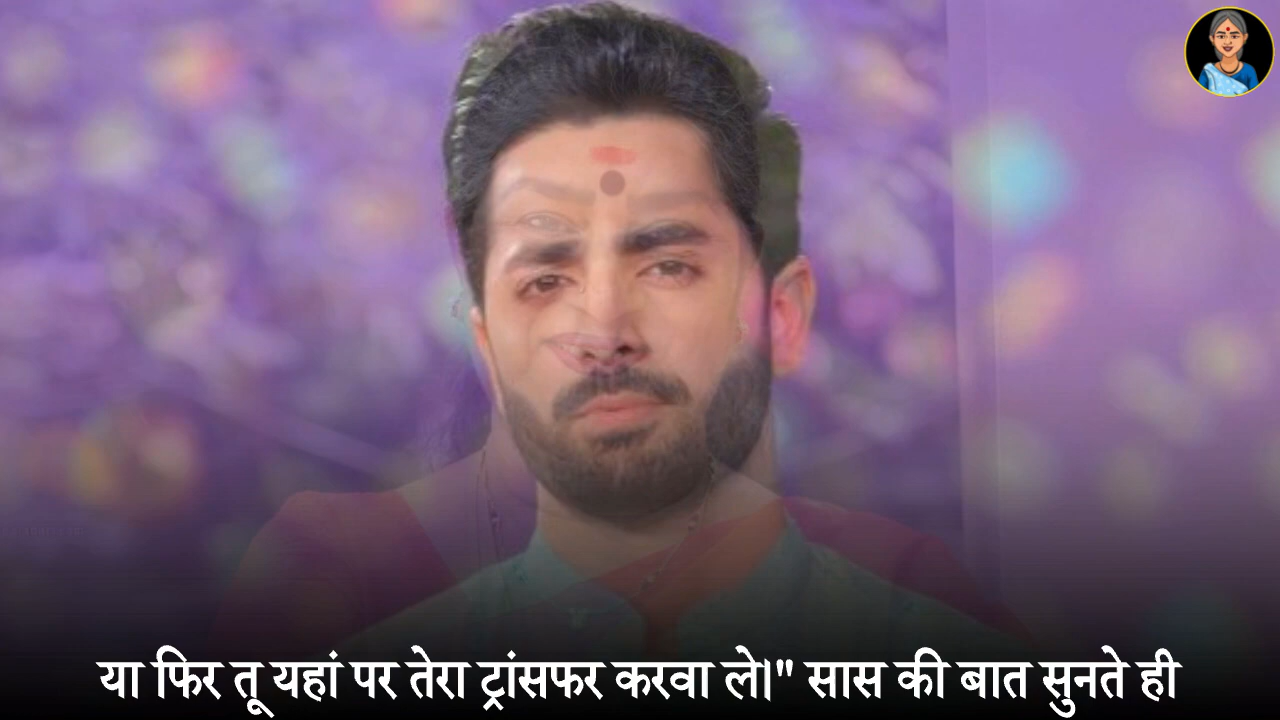 या फिर तू यहां पर तेरा ट्रांसफर करवा ले।" सास की बात सुनते ही